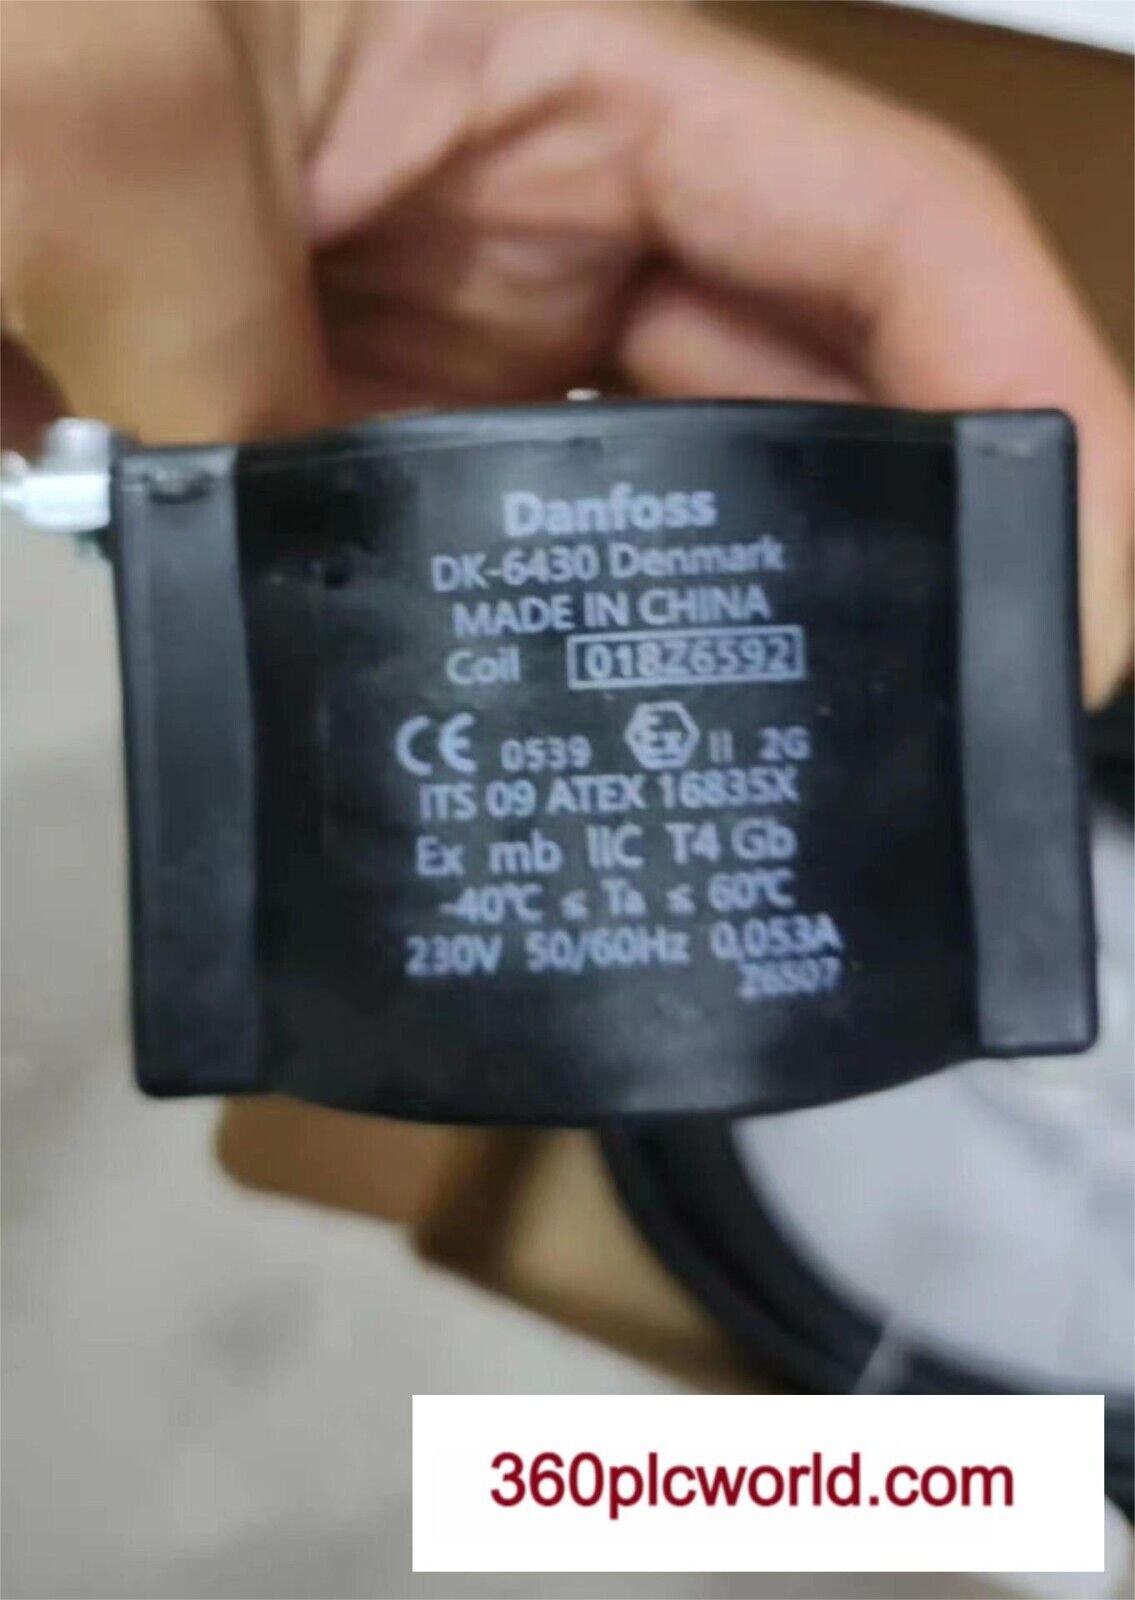 Danfoss
DK-6430 Denmark
MADE IN CHINA
Coil 018Z6592
CE 0539 Ex II 2G
ITS 09 ATEX 16835X
Ex mb IIC T4 Gb
-40°C ≤ Ta ≤ 60°C
230V 50/60Hz 0,053A
Z6507
360plcworld.com